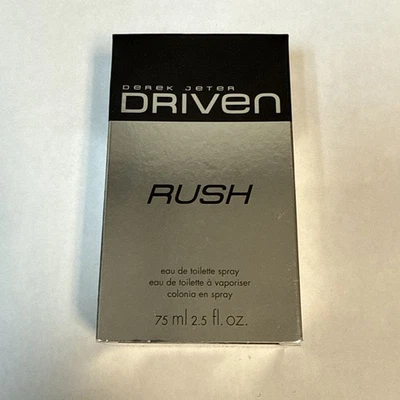 DEREK JETER
DRIVEN
RUSH
eau de toilette spray
eau de toilette à vaporiser
colonia en spray
75 ml 2.5 fl. oz.